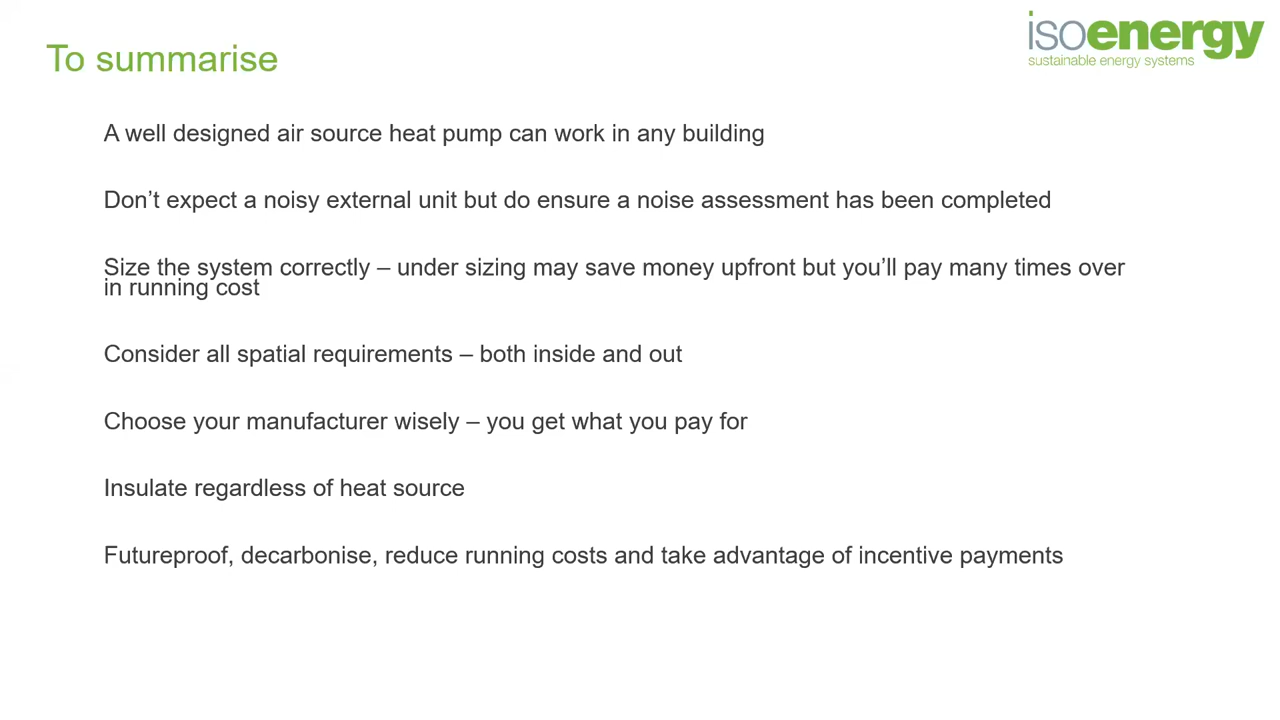 isoenergy
sustainable energy systems
To summarise
A well designed air source heat pump can work in any building
Don’t expect a noisy external unit but do ensure a noise assessment has been completed
Size the system correctly – under sizing may save money upfront but you’ll pay many times over
in running cost
Consider all spatial requirements – both inside and out
Choose your manufacturer wisely – you get what you pay for
Insulate regardless of heat source
Futureproof, decarbonise, reduce running costs and take advantage of incentive payments